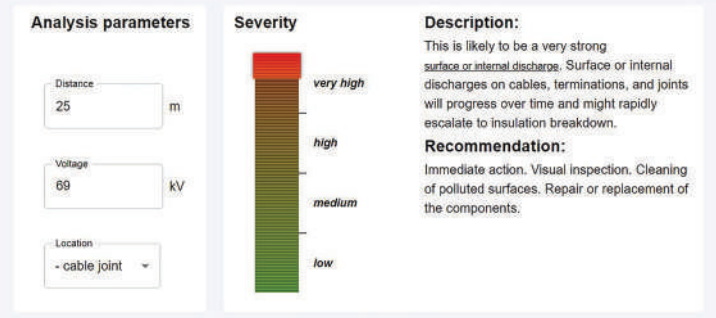 Analysis parameters
Distance
25 m
Voltage
69 kV
Location
- cable joint
Severity
very high
high
medium
low
Description:
This is likely to be a very strong
surface or internal discharge. Surface or internal
discharges on cables, terminations, and joints
will progress over time and might rapidly
escalate to insulation breakdown.
Recommendation:
Immediate action. Visual inspection. Cleaning
of polluted surfaces. Repair or replacement of
the components.